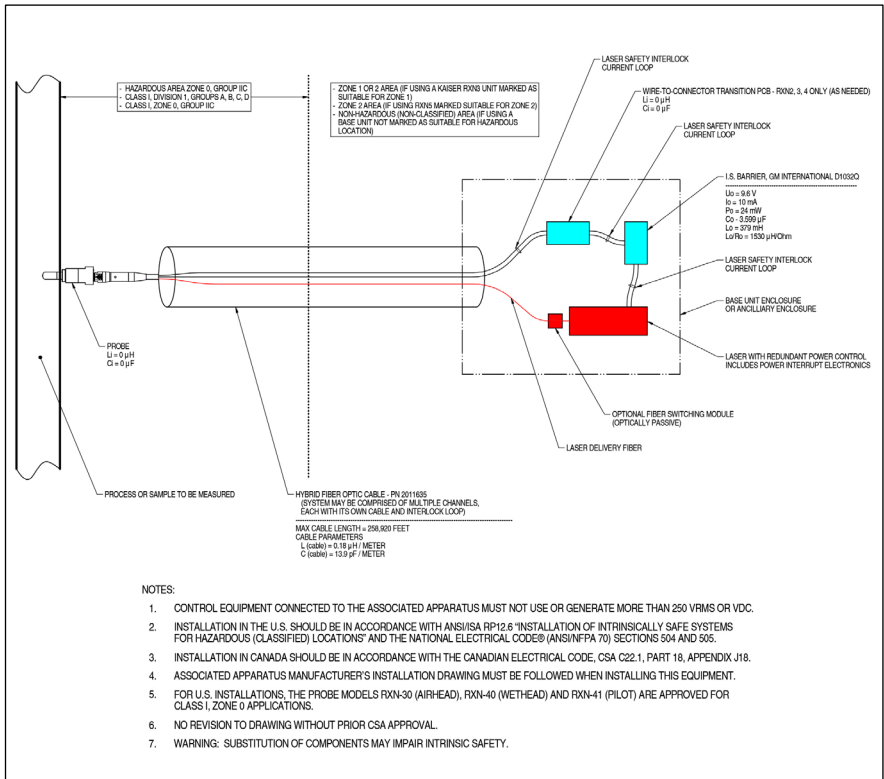 - HAZARDOUS AREA ZONE 0, GROUP IIC
- CLASS I, DIVISION 1, GROUPS A, B, C, D
- CLASS I, ZONE 0, GROUP IIC
- ZONE 1 OR 2 AREA (IF USING A KAISER RXN3 UNIT MARKED AS
SUITABLE FOR ZONE 1)
- ZONE 2 AREA (IF USING RXN5 MARKED SUITABLE FOR ZONE 2)
- NON-HAZARDOUS (NON-CLASSIFIED) AREA (IF USING A
BASE UNIT NOT MARKED AS SUITABLE FOR HAZARDOUS
LOCATION)
LASER SAFETY INTERLOCK
CURRENT LOOP
WIRE-TO-CONNECTOR TRANSITION PCB - RXN2, 3, 4 ONLY (AS NEEDED)
Li = 0 µH
Ci = 0 µF
LASER SAFETY INTERLOCK
CURRENT LOOP
I.S. BARRIER, GM INTERNATIONAL D1032Q
Uo = 9.6 V
Io = 10 mA
Po = 24 mW
Co - 3.599 µF
Lo = 379 mH
Lo/Ro = 1530 µH/Ohm
LASER SAFETY INTERLOCK
CURRENT LOOP
BASE UNIT ENCLOSURE
OR ANCILLIARY ENCLOSURE
LASER WITH REDUNDANT POWER CONTROL
INCLUDES POWER INTERRUPT ELECTRONICS
PROBE
Li = 0 µH
Ci = 0 µF
OPTIONAL FIBER SWITCHING MODULE
(OPTICALLY PASSIVE)
LASER DELIVERY FIBER
PROCESS OR SAMPLE TO BE MEASURED
HYBRID FIBER OPTIC CABLE - PN 2011635
(SYSTEM MAY BE COMPRISED OF MULTIPLE CHANNELS,
EACH WITH ITS OWN CABLE AND INTERLOCK LOOP)
MAX CABLE LENGTH = 258,920 FEET
CABLE PARAMETERS
L (cable) = 0.18 µH / METER
C (cable) = 13.9 pF / METER
NOTES:
1. CONTROL EQUIPMENT CONNECTED TO THE ASSOCIATED APPARATUS MUST NOT USE OR GENERATE MORE THAN 250 VRMS OR VDC.
2. INSTALLATION IN THE U.S. SHOULD BE IN ACCORDANCE WITH ANSI/ISA RP12.6 “INSTALLATION OF INTRINSICALLY SAFE SYSTEMS
FOR HAZARDOUS (CLASSIFIED) LOCATIONS” AND THE NATIONAL ELECTRICAL CODE® (ANSI/NFPA 70) SECTIONS 504 AND 505.
3. INSTALLATION IN CANADA SHOULD BE IN ACCORDANCE WITH THE CANADIAN ELECTRICAL CODE, CSA C22.1, PART 18, APPENDIX J18.
4. ASSOCIATED APPARATUS MANUFACTURER'S INSTALLATION DRAWING MUST BE FOLLOWED WHEN INSTALLING THIS EQUIPMENT.
5. FOR U.S. INSTALLATIONS, THE PROBE MODELS RXN-30 (AIRHEAD), RXN-40 (WETHEAD) AND RXN-41 (PILOT) ARE APPROVED FOR
CLASS I, ZONE 0 APPLICATIONS.
6. NO REVISION TO DRAWING WITHOUT PRIOR CSA APPROVAL.
7. WARNING: SUBSTITUTION OF COMPONENTS MAY IMPAIR INTRINSIC SAFETY.